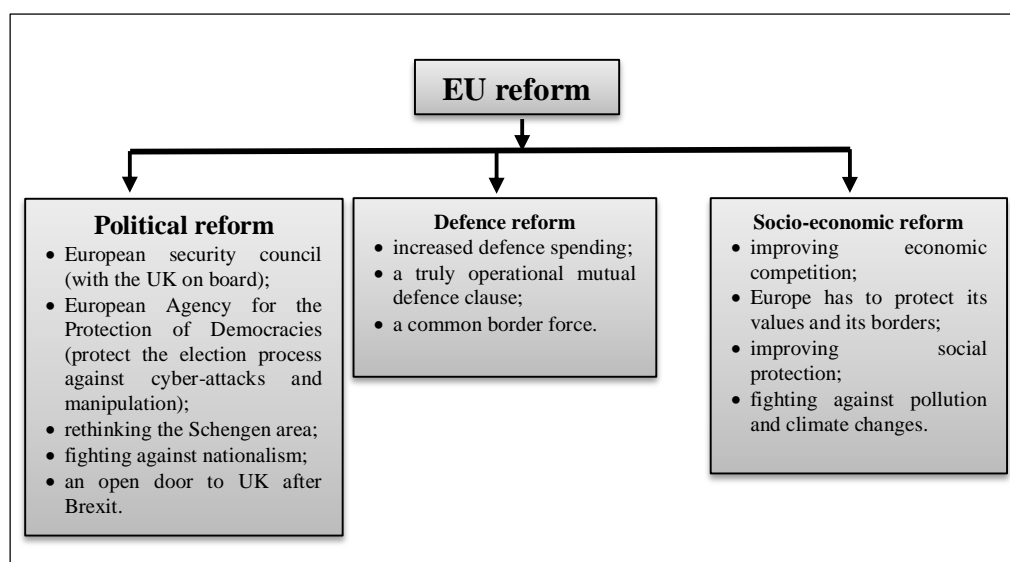 EU reform
Political reform
• European security council
(with the UK on board);
• European Agency for the
Protection of Democracies
(protect the election process
against cyber-attacks and
manipulation);
• rethinking the Schengen area;
• fighting against nationalism;
• an open door to UK after
Brexit.
Defence reform
• increased defence spending;
• a truly operational mutual
defence clause;
• a common border force.
Socio-economic reform
• improving economic
competition;
• Europe has to protect its
values and its borders;
• improving social
protection;
• fighting against pollution
and climate changes.